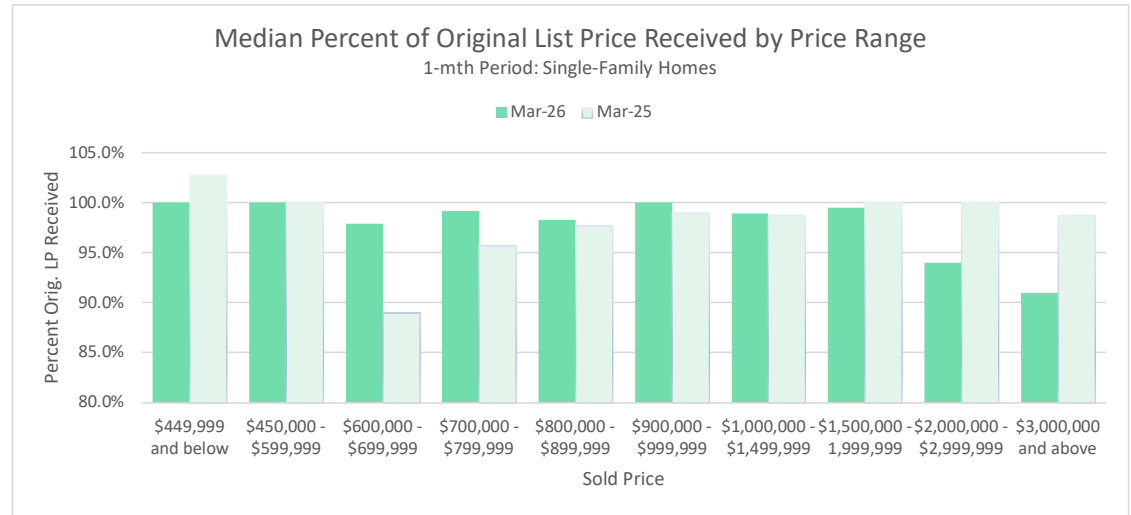 Median Percent of Original List Price Received by Price Range
1-mth Period: Single-Family Homes
Mar-26 Mar-25
Percent Orig. LP Received
105.0%
100.0%
95.0%
90.0%
85.0%
80.0%
$449,999 and below
$450,000 - $599,999
$600,000 - $699,999
$700,000 - $799,999
$800,000 - $899,999
$900,000 - $999,999
$1,000,000 - $1,499,999
$1,500,000 - 1,999,999
$2,000,000 - $2,999,999
$3,000,000 and above
Sold Price